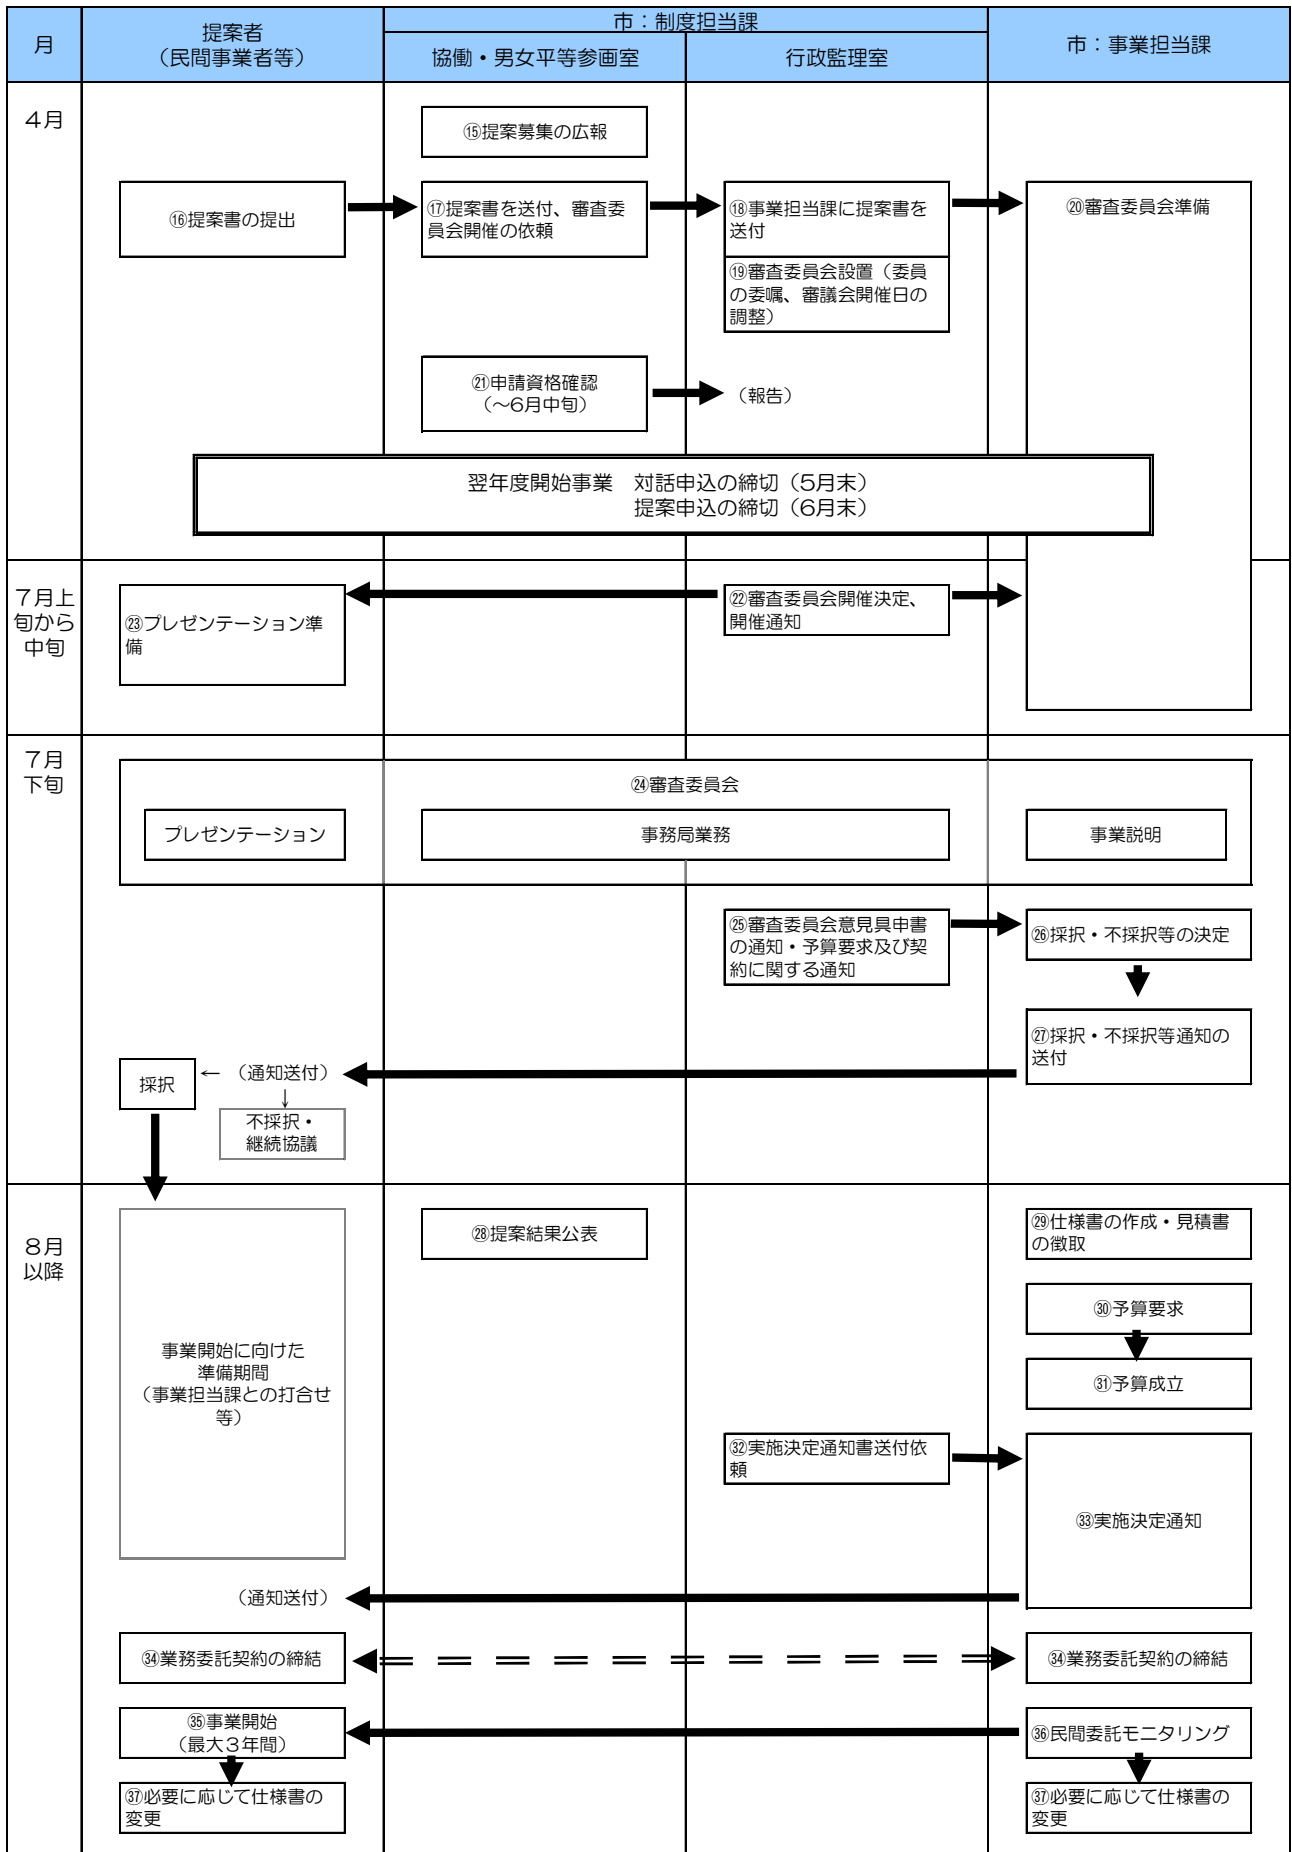 月
提案者
（民間事業者等）
市：制度担当課
協働・男女平等参画室
行政監理室
市：事業担当課
４月
⑮提案募集の広報
⑯提案書の提出
⑰提案書を送付、審査委
員会開催の依頼
⑱事業担当課に提案書を
送付
⑲審査委員会設置（委員
の委嘱、審議会開催日の
調整）
⑳審査委員会準備
㉑申請資格確認
（～6月中旬）
（報告）
翌年度開始事業　対話申込の締切（5月末）
提案申込の締切（6月末）
７月上
旬から
中旬
㉒審査委員会開催決定、
開催通知
㉓プレゼンテーション準
備
７月
下旬
㉔審査委員会
プレゼンテーション
事務局業務
事業説明
㉕審査委員会意見具申書
の通知・予算要求及び契
約に関する通知
㉖採択・不採択等の決定
㉗採択・不採択等通知の
送付
採択
← （通知送付）
↓
不採択・
継続協議
８月
以降
事業開始に向けた
準備期間
（事業担当課との打合せ
等）
㉘提案結果公表
㉙仕様書の作成・見積書
の徴取
㉚予算要求
㉛予算成立
㉜実施決定通知書送付依
頼
㉝実施決定通知
（通知送付）
㉞業務委託契約の締結
㉞業務委託契約の締結
㉟事業開始
（最大３年間）
㊱民間委託モニタリング
㊲必要に応じて仕様書の
変更
㊲必要に応じて仕様書の
変更